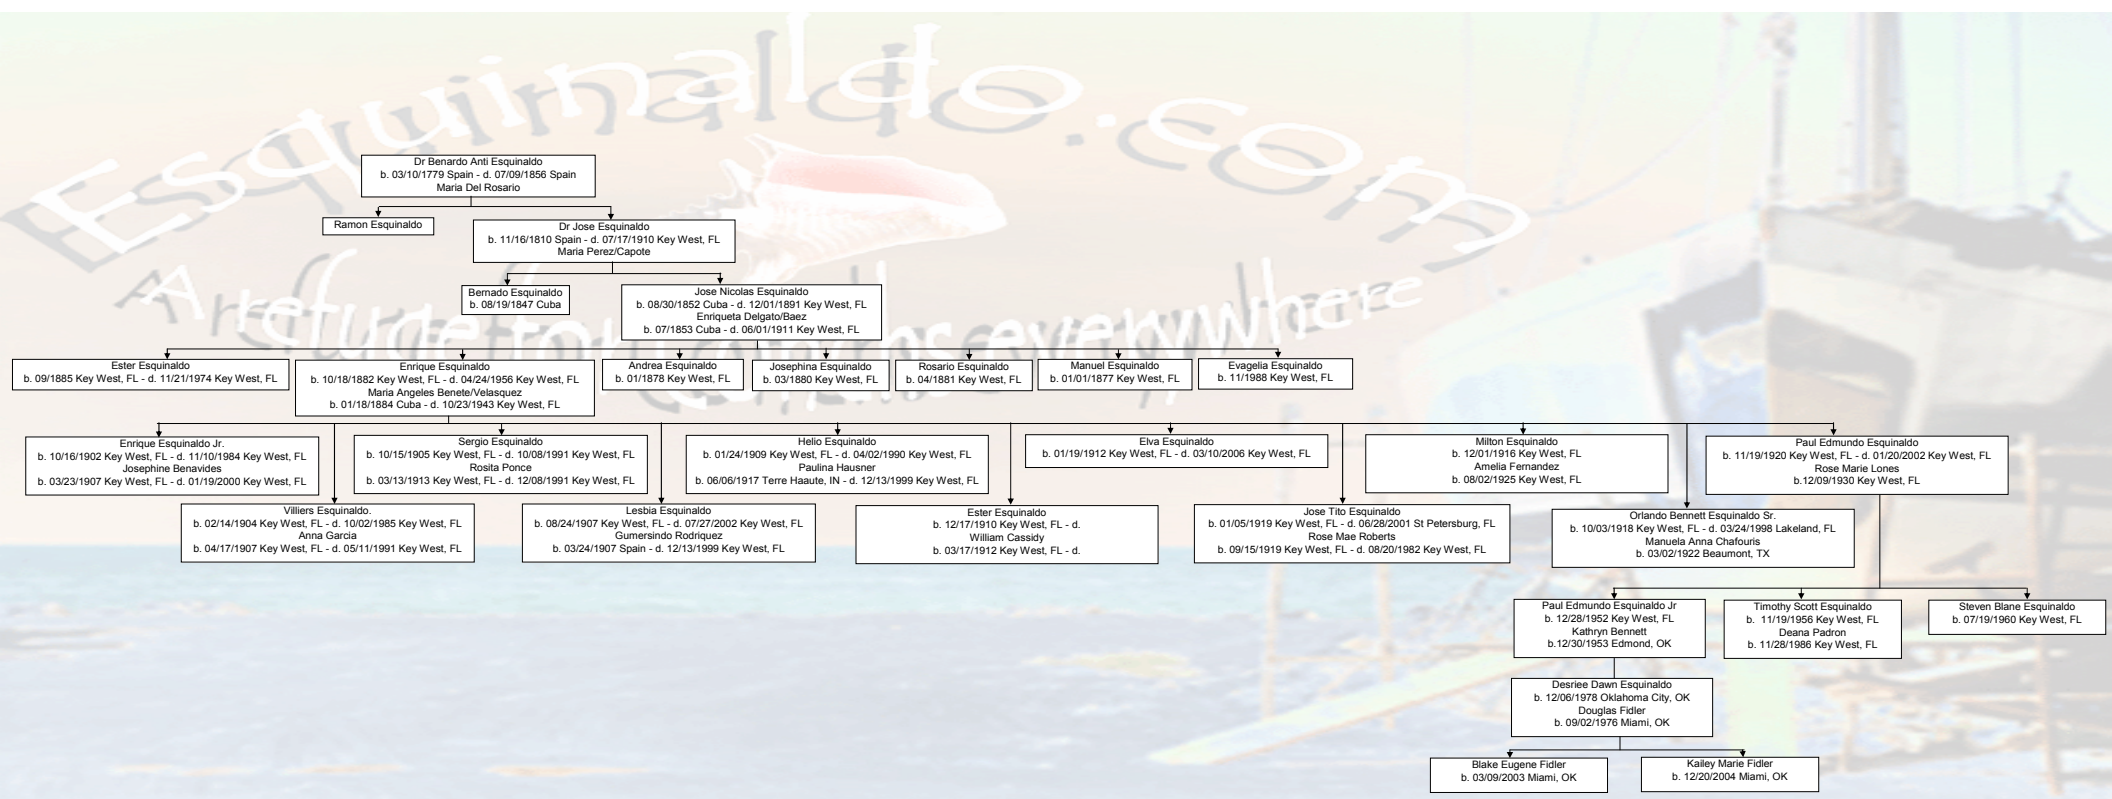 Esquinaldo.com
A refuge for conchs everywhere
Dr Benardo Anti Esquinaldo
b. 03/10/1779 Spain - d. 07/09/1856 Spain
Maria Del Rosario
Ramon Esquinaldo
Dr Jose Esquinaldo
b. 11/16/1810 Spain - d. 07/17/1910 Key West, FL
Maria Perez/Capote
Bernado Esquinaldo
b. 08/19/1847 Cuba
Jose Nicolas Esquinaldo
b. 08/30/1852 Cuba - d. 12/01/1891 Key West, FL
Enriqueta Delgato/Baez
b. 07/1853 Cuba - d. 06/01/1911 Key West, FL
Ester Esquinaldo
b. 09/1885 Key West, FL - d. 11/21/1974 Key West, FL
Enrique Esquinaldo
b. 10/18/1882 Key West, FL - d. 04/24/1956 Key West, FL
Maria Angeles Benete/Velasquez
b. 01/18/1884 Cuba - d. 10/23/1943 Key West, FL
Andrea Esquinaldo
b. 01/1878 Key West, FL
Josephina Esquinaldo
b. 03/1880 Key West, FL
Rosario Esquinaldo
b. 04/1881 Key West, FL
Manuel Esquinaldo
b. 01/01/1877 Key West, FL
Evagelia Esquinaldo
b. 11/1988 Key West, FL
Enrique Esquinaldo Jr.
b. 10/16/1902 Key West, FL - d. 11/10/1984 Key West, FL
Josephine Benavides
b. 03/23/1907 Key West, FL - d. 01/19/2000 Key West, FL
Sergio Esquinaldo
b. 10/15/1905 Key West, FL - d. 10/08/1991 Key West, FL
Rosita Ponce
b. 03/13/1913 Key West, FL - d. 12/08/1991 Key West, FL
Helio Esquinaldo
b. 01/24/1909 Key West, FL - d. 04/02/1990 Key West, FL
Paulina Hausner
b. 06/06/1917 Terre Haaute, IN - d. 12/13/1999 Key West, FL
Elva Esquinaldo
b. 01/19/1912 Key West, FL - d. 03/10/2006 Key West, FL
Milton Esquinaldo
b. 12/01/1916 Key West, FL
Amelia Fernandez
b. 08/02/1925 Key West, FL
Paul Edmundo Esquinaldo
b. 11/19/1920 Key West, FL - d. 01/20/2002 Key West, FL
Rose Marie Lones
b.12/09/1930 Key West, FL
Villiers Esquinaldo.
b. 02/14/1904 Key West, FL - d. 10/02/1985 Key West, FL
Anna Garcia
b. 04/17/1907 Key West, FL - d. 05/11/1991 Key West, FL
Lesbia Esquinaldo
b. 08/24/1907 Key West, FL - d. 07/27/2002 Key West, FL
Gumersindo Rodriquez
b. 03/24/1907 Spain - d. 12/13/1999 Key West, FL
Ester Esquinaldo
b. 12/17/1910 Key West, FL - d.
William Cassidy
b. 03/17/1912 Key West, FL - d.
Jose Tito Esquinaldo
b. 01/05/1919 Key West, FL - d. 06/28/2001 St Petersburg, FL
Rose Mae Roberts
b. 09/15/1919 Key West, FL - d. 08/20/1982 Key West, FL
Orlando Bennett Esquinaldo Sr.
b. 10/03/1918 Key West, FL - d. 03/24/1998 Lakeland, FL
Manuela Anna Chafouris
b. 03/02/1922 Beaumont, TX
Paul Edmundo Esquinaldo Jr
b. 12/28/1952 Key West, FL
Kathryn Bennett
b.12/30/1953 Edmond, OK
Timothy Scott Esquinaldo
b. 11/19/1956 Key West, FL
Deana Padron
b. 11/28/1986 Key West, FL
Steven Blane Esquinaldo
b. 07/19/1960 Key West, FL
Desriee Dawn Esquinaldo
b. 12/06/1978 Oklahoma City, OK
Douglas Fidler
b. 09/02/1976 Miami, OK
Blake Eugene Fidler
b. 03/09/2003 Miami, OK
Kailey Marie Fidler
b. 12/20/2004 Miami, OK